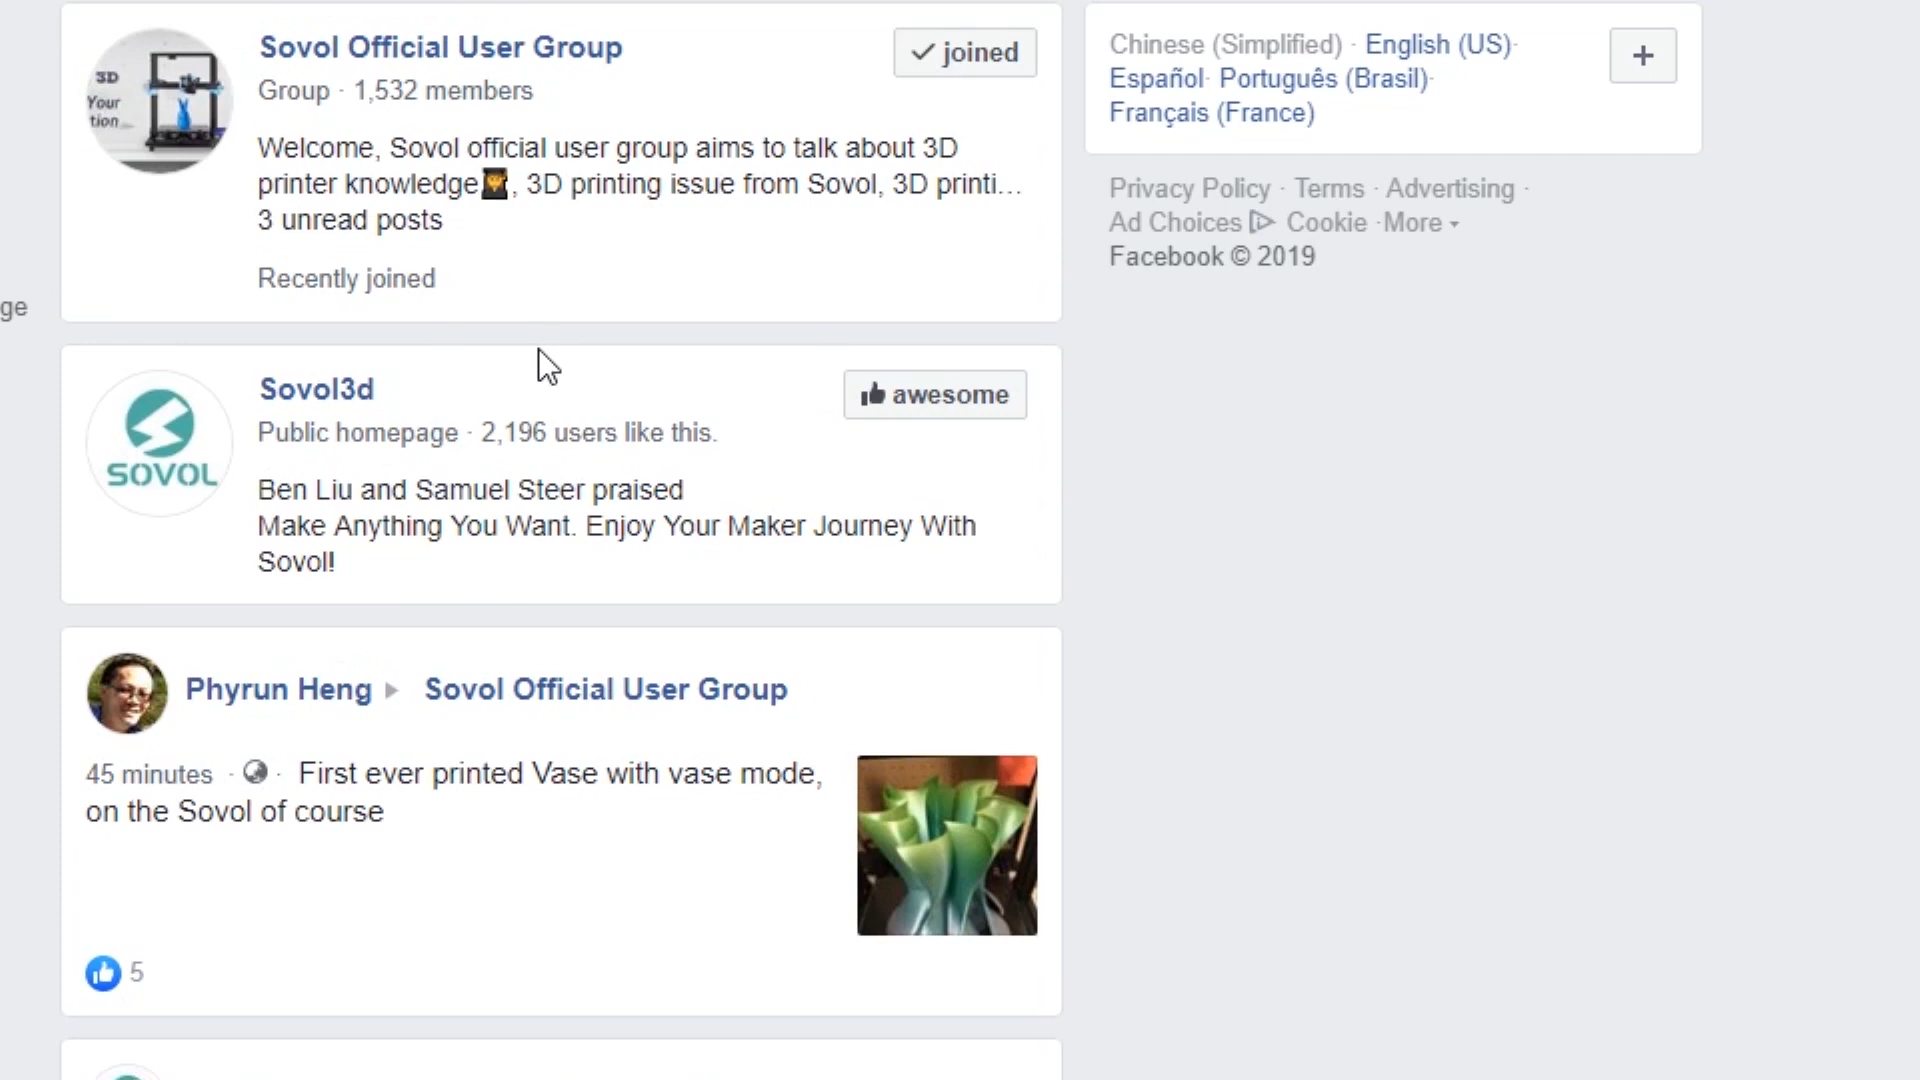 Sovol Official User Group
joined
Group · 1,532 members
3D
Your
tion
Welcome, Sovol official user group aims to talk about 3D
printer knowledge, 3D printing issue from Sovol, 3D printi...
3 unread posts
Recently joined
ge
Sovol3d
awesome
Public homepage · 2,196 users like this.
SOVOL
Ben Liu and Samuel Steer praised
Make Anything You Want. Enjoy Your Maker Journey With
Sovol!
Phyrun Heng ▸ Sovol Official User Group
45 minutes · · First ever printed Vase with vase mode,
on the Sovol of course
5
Chinese (Simplified) · English (US)·
Español· Português (Brasil)·
Français (France)
+
Privacy Policy · Terms · Advertising ·
Ad Choices Cookie ·More
Facebook © 2019